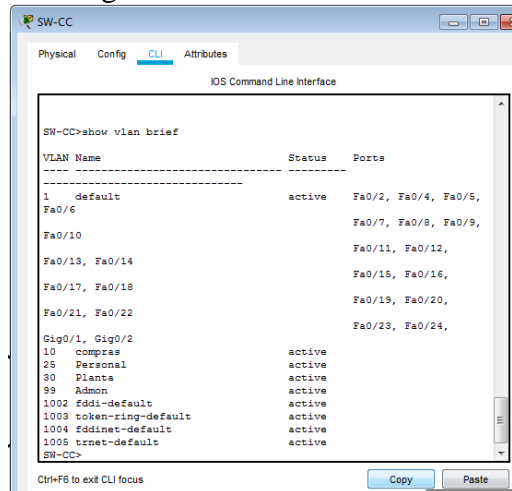 SW-CC
Physical Config CLI Attributes
IOS Command Line Interface
SW-CC>show vlan brief
VLAN Name Status Ports
---- -------------------------------- --------- -------------------------------
1 default active Fa0/2, Fa0/4, Fa0/5,
Fa0/6
Fa0/7, Fa0/8, Fa0/9,
Fa0/10
Fa0/11, Fa0/12,
Fa0/13, Fa0/14
Fa0/15, Fa0/16,
Fa0/17, Fa0/18
Fa0/19, Fa0/20,
Fa0/21, Fa0/22
Fa0/23, Fa0/24,
Gig0/1, Gig0/2
10 compras active
25 Personal active
30 Planta active
99 Admon active
1002 fddi-default active
1003 token-ring-default active
1004 fddinet-default active
1005 trnet-default active
SW-CC>
Ctrl+F6 to exit CLI focus
Copy Paste